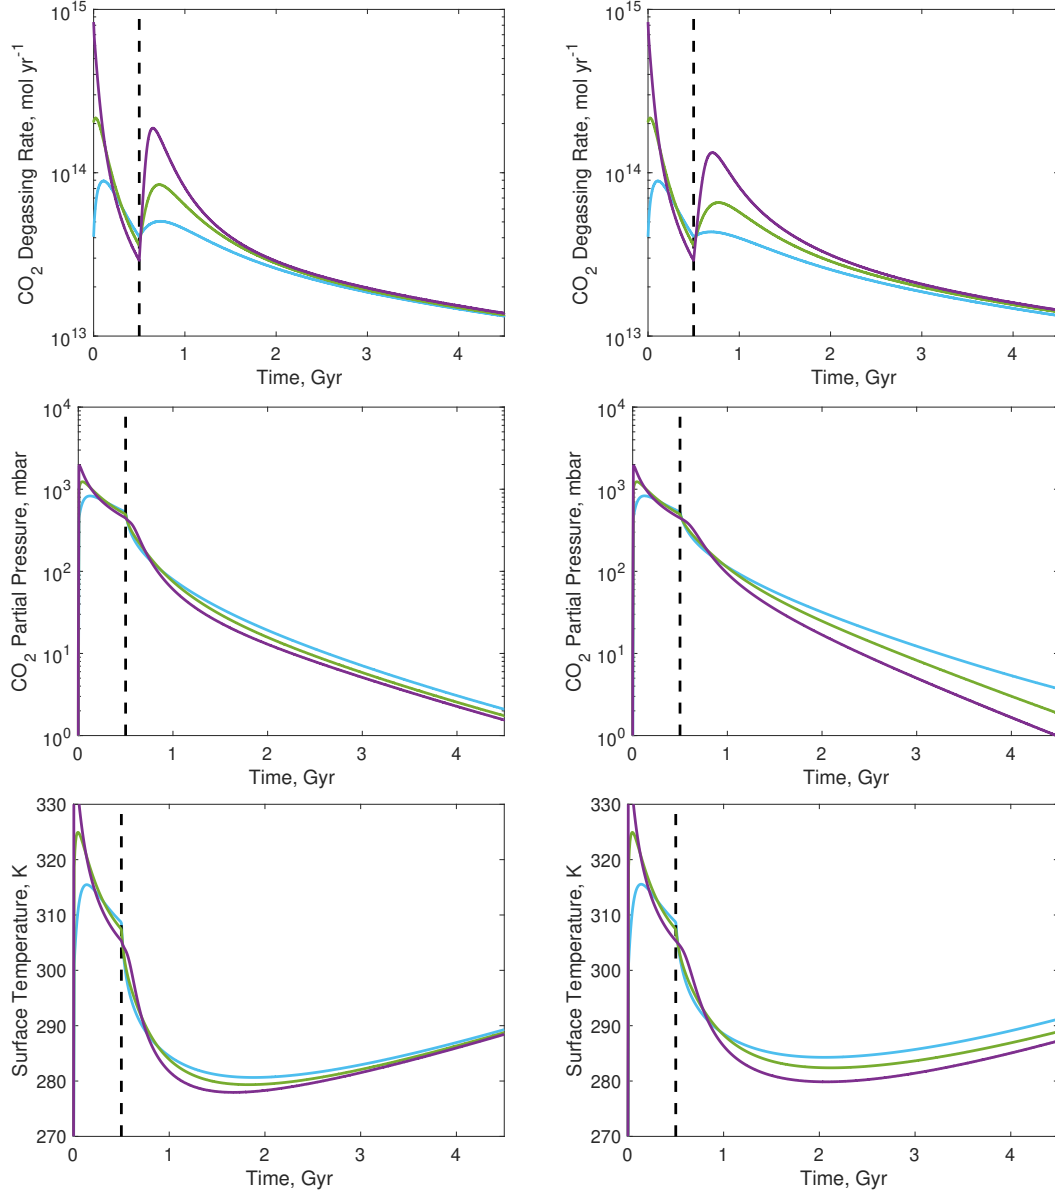 CO2 Degassing Rate, mol yr-1
10^15
10^14
10^13
0 1 2 3 4
Time, Gyr
CO2 Degassing Rate, mol yr-1
10^15
10^14
10^13
0 1 2 3 4
Time, Gyr
CO2 Partial Pressure, mbar
10^4
10^3
10^2
10^1
10^0
0 1 2 3 4
Time, Gyr
CO2 Partial Pressure, mbar
10^4
10^3
10^2
10^1
10^0
0 1 2 3 4
Time, Gyr
Surface Temperature, K
330
320
310
300
290
280
270
0 1 2 3 4
Time, Gyr
Surface Temperature, K
330
320
310
300
290
280
270
0 1 2 3 4
Time, Gyr